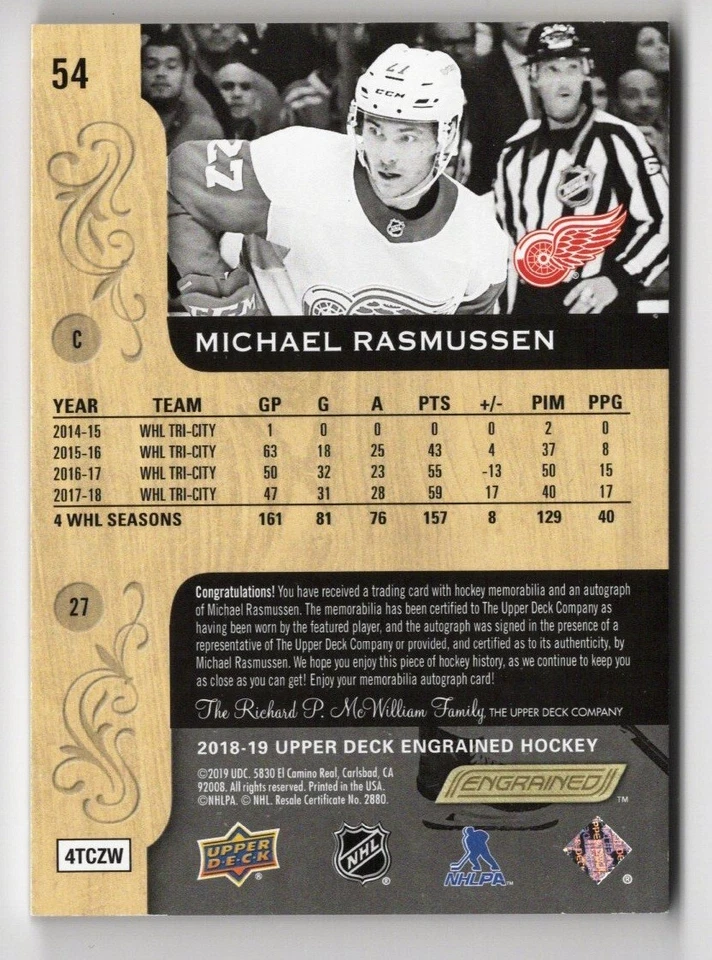 54
27
CCM
NHL
6
C
MICHAEL RASMUSSEN
YEAR TEAM GP G A PTS +/- PIM PPG
2014-15 WHL TRI-CITY 1 0 0 0 0 2 0
2015-16 WHL TRI-CITY 63 18 25 43 4 37 8
2016-17 WHL TRI-CITY 50 32 23 55 -13 50 15
2017-18 WHL TRI-CITY 47 31 28 59 17 40 17
4 WHL SEASONS 161 81 76 157 8 129 40
27
Congratulations! You have received a trading card with hockey memorabilia and an autograph
of Michael Rasmussen. The memorabilia has been certified to The Upper Deck Company as
having been worn by the featured player, and the autograph was signed in the presence of a
representative of The Upper Deck Company or provided, and certified as to its authenticity, by
Michael Rasmussen. We hope you enjoy this piece of hockey history, as we continue to keep you
as close as you can get! Enjoy your memorabilia autograph card!
The Richard P. McWilliam Family, THE UPPER DECK COMPANY
2018-19 UPPER DECK ENGRAINED HOCKEY
©2019 UDC. 5830 El Camino Real, Carlsbad, CA
92008. All rights reserved. Printed in the USA.
©NHLPA. © NHL. Resale Certificate No. 2880.
ENGRAINED™
4TCZW
UPPER DECK®
NHL®
NHLPA™
®